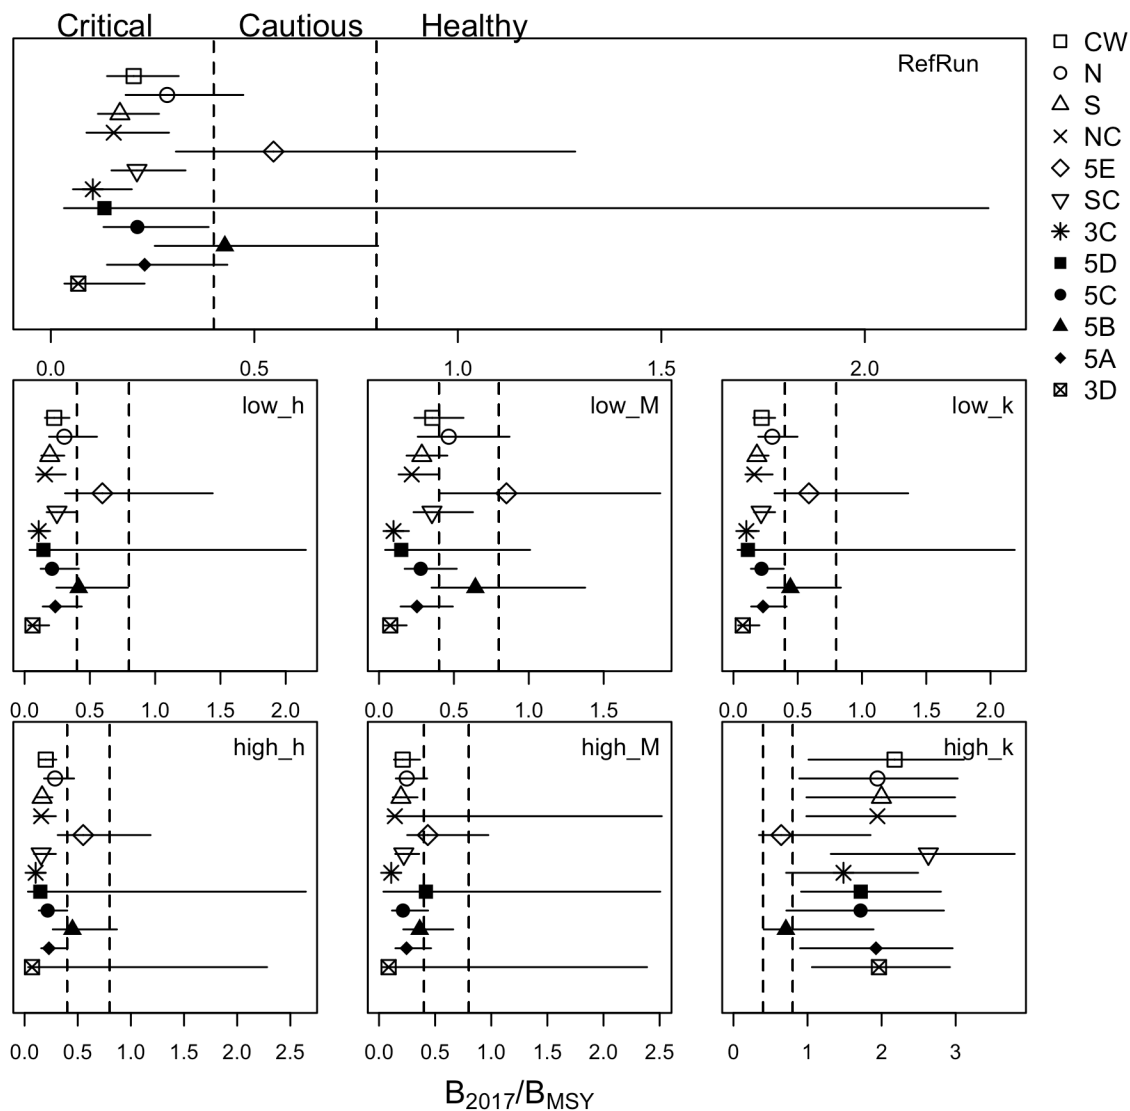 Critical Cautious Healthy
RefRun
CW
N
S
NC
5E
SC
3C
5D
5C
5B
5A
3D
0.0 0.5 1.0 1.5 2.0
low_h
low_M
low_k
0.0 0.5 1.0 1.5 2.0
0.0 0.5 1.0 1.5
0.0 0.5 1.0 1.5 2.0
high_h
high_M
high_k
0.0 0.5 1.0 1.5 2.0 2.5
0.0 0.5 1.0 1.5 2.0 2.5
0 1 2 3
B2017/BMSY